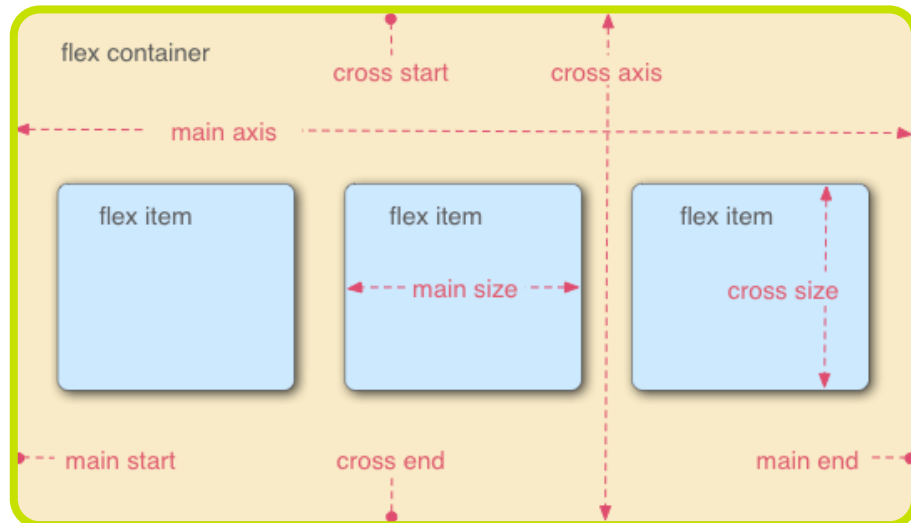 flex container
cross start
cross axis
main axis
flex item
flex item
flex item
main size
cross size
main start
cross end
main end